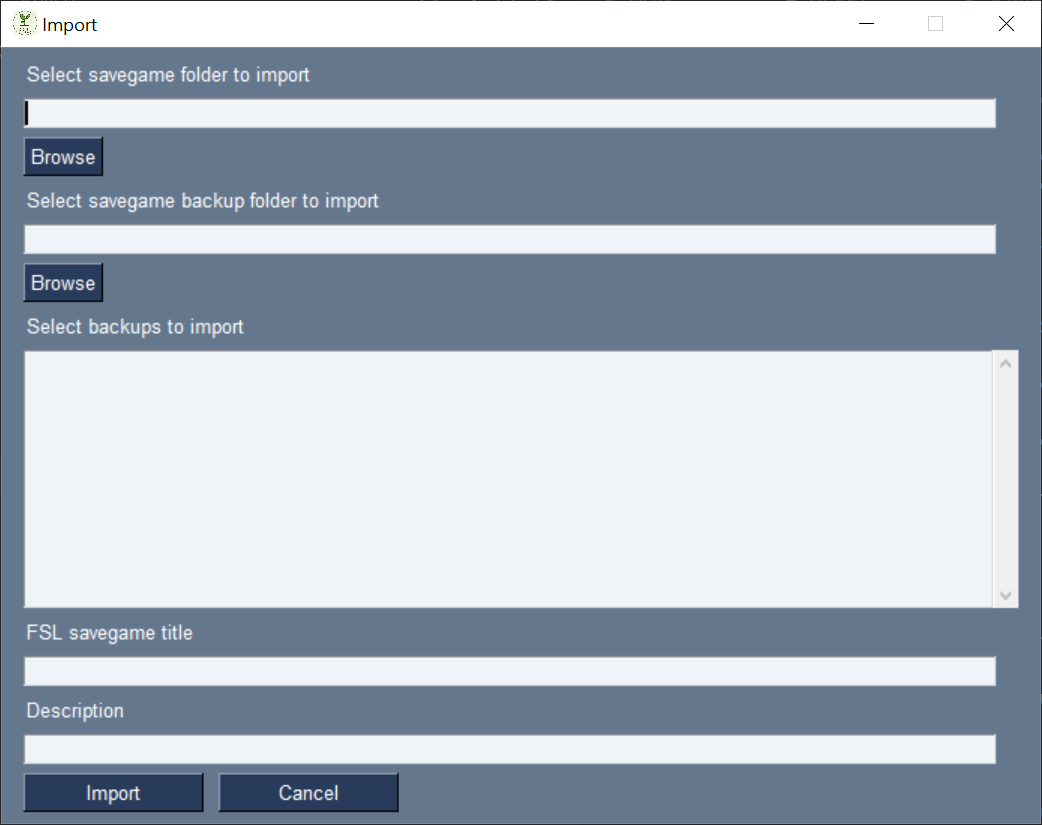 Import
Select savegame folder to import
Browse
Select savegame backup folder to import
Browse
Select backups to import
FSL savegame title
Description
Import Cancel